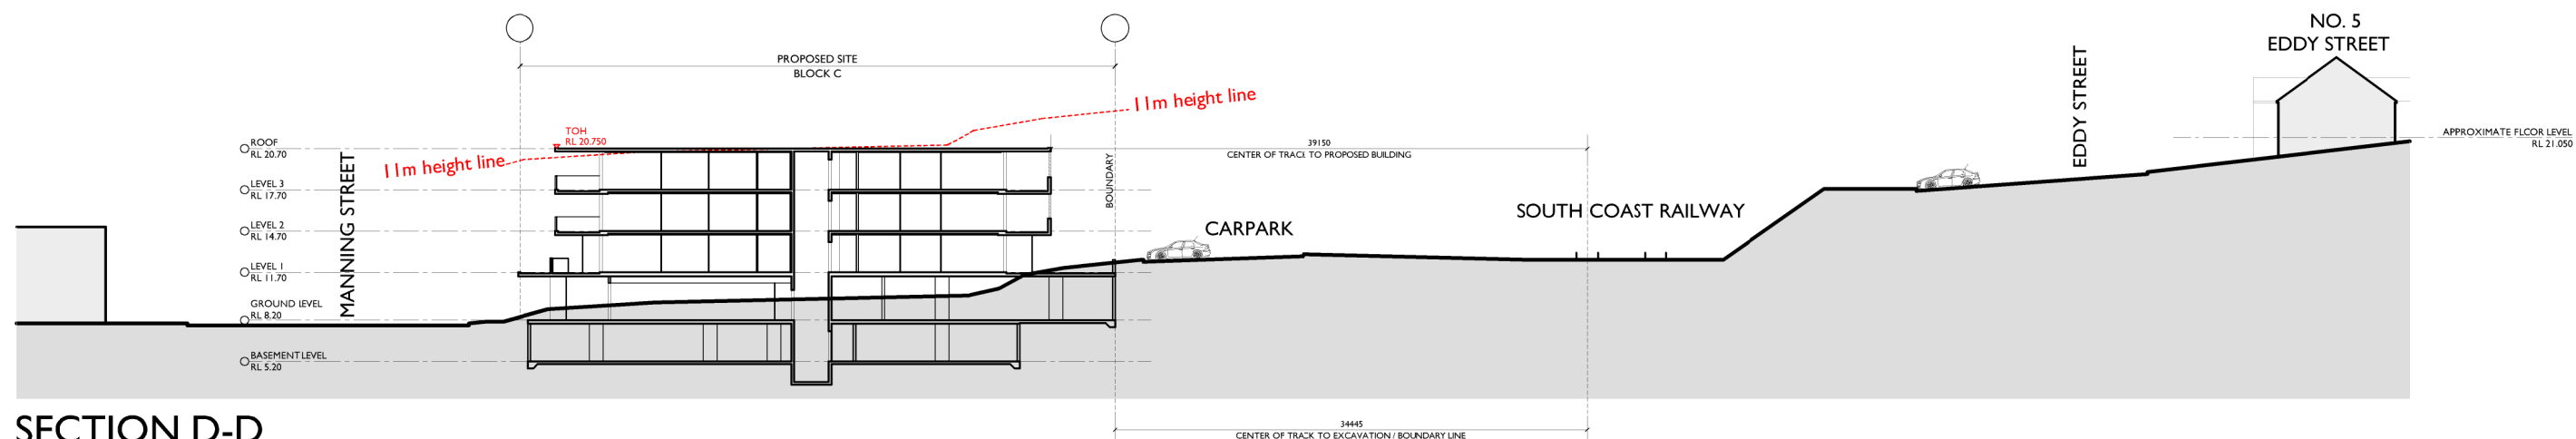 NO. 5
EDDY STREET
PROPOSED SITE
BLOCK C
EDDY STREET
11m height line
TOH
RL 20.750
ROOF
RL 20.70
11m height line
39150
CENTER OF TRACK TO PROPOSED BUILDING
APPROXIMATE FLOOR LEVEL
RL 21.050
BOUNDARY
MANNING STREET
LEVEL 3
RL 17.70
SOUTH COAST RAILWAY
CARPARK
LEVEL 2
RL 14.70
LEVEL 1
RL 11.70
GROUND LEVEL
RL 8.20
BASEMENT LEVEL
RL 5.20
SECTION D-D
34445
CENTER OF TRACK TO EXCAVATION / BOUNDARY LINE